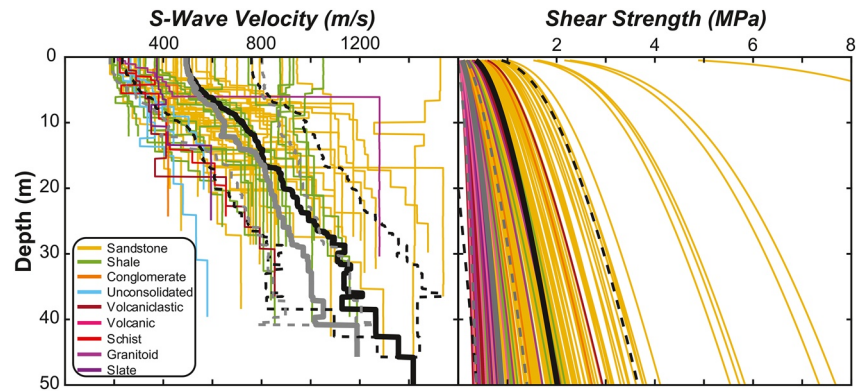 S-Wave Velocity (m/s)
Shear Strength (MPa)
400 800 1200
2 4 6 8
0
10
20
30
40
50
Depth (m)
Sandstone
Shale
Conglomerate
Unconsolidated
Volcaniclastic
Volcanic
Schist
Granitoid
Slate